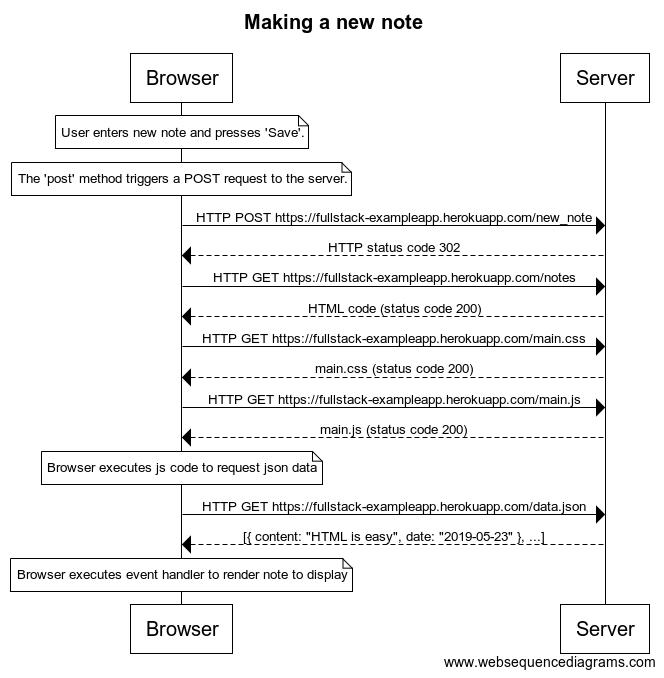 Making a new note
Browser
Server
User enters new note and presses 'Save'.
The 'post' method triggers a POST request to the server.
HTTP POST https://fullstack-exampleapp.herokuapp.com/new_note
HTTP status code 302
HTTP GET https://fullstack-exampleapp.herokuapp.com/notes
HTML code (status code 200)
HTTP GET https://fullstack-exampleapp.herokuapp.com/main.css
main.css (status code 200)
HTTP GET https://fullstack-exampleapp.herokuapp.com/main.js
main.js (status code 200)
Browser executes js code to request json data
HTTP GET https://fullstack-exampleapp.herokuapp.com/data.json
[{ content: "HTML is easy", date: "2019-05-23" }, ...]
Browser executes event handler to render note to display
Browser
Server
www.websequencediagrams.com